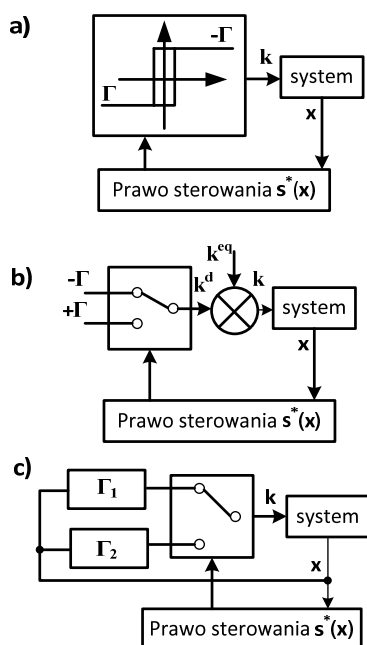 a)
-Γ
Γ
k
system
x
Prawo sterowania s*(x)
b)
k^eq
-Γ
+Γ
k^d
k
system
x
Prawo sterowania s*(x)
c)
Γ₁
Γ₂
k
system
x
Prawo sterowania s*(x)